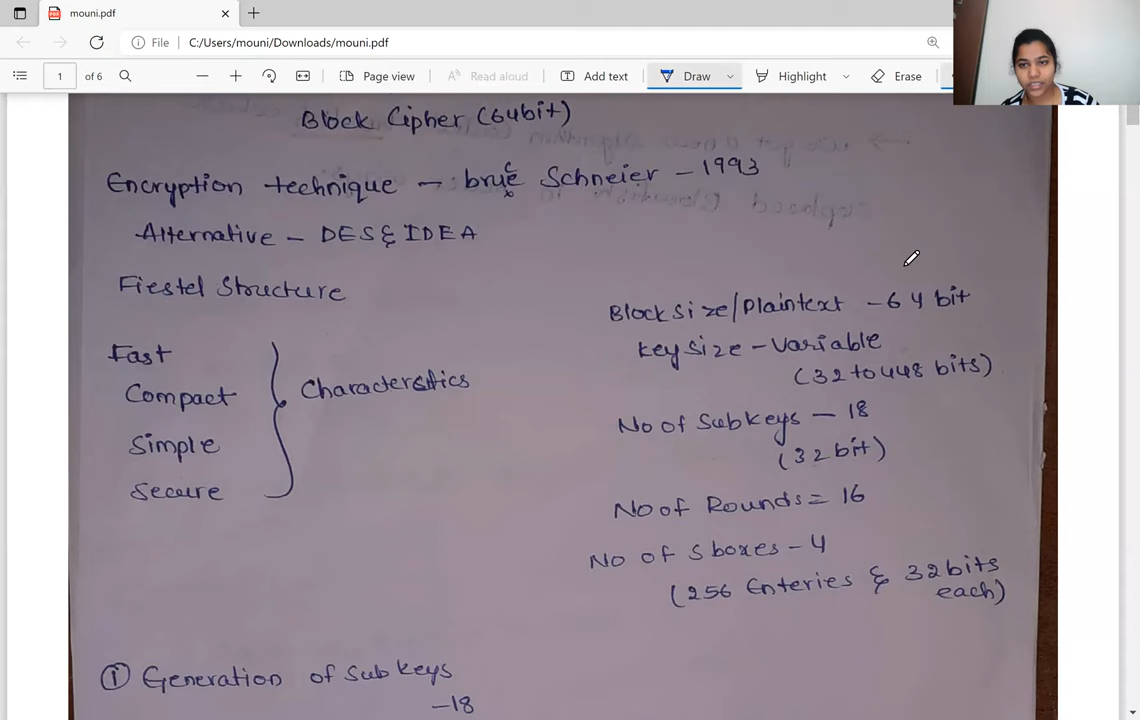 mouni.pdf
File
C:/Users/mouni/Downloads/mouni.pdf
1 of 6
Page view
Read aloud
Add text
Draw
Highlight
Erase
Block Cipher (64bit)
Encryption technique – bruce Schneier – 1993
Alternative – DES & IDEA
Fiestel Structure
Fast
Compact
Simple
Secure
Characterstics
Block size/Plaintext – 64 bit
Key size – Variable
(32 to 448 bits)
No of Subkeys – 18
(32 bit)
No of Rounds = 16
No of S boxes – 4
(256 Enteries & 32 bits
each)
① Generation of Sub keys
–18